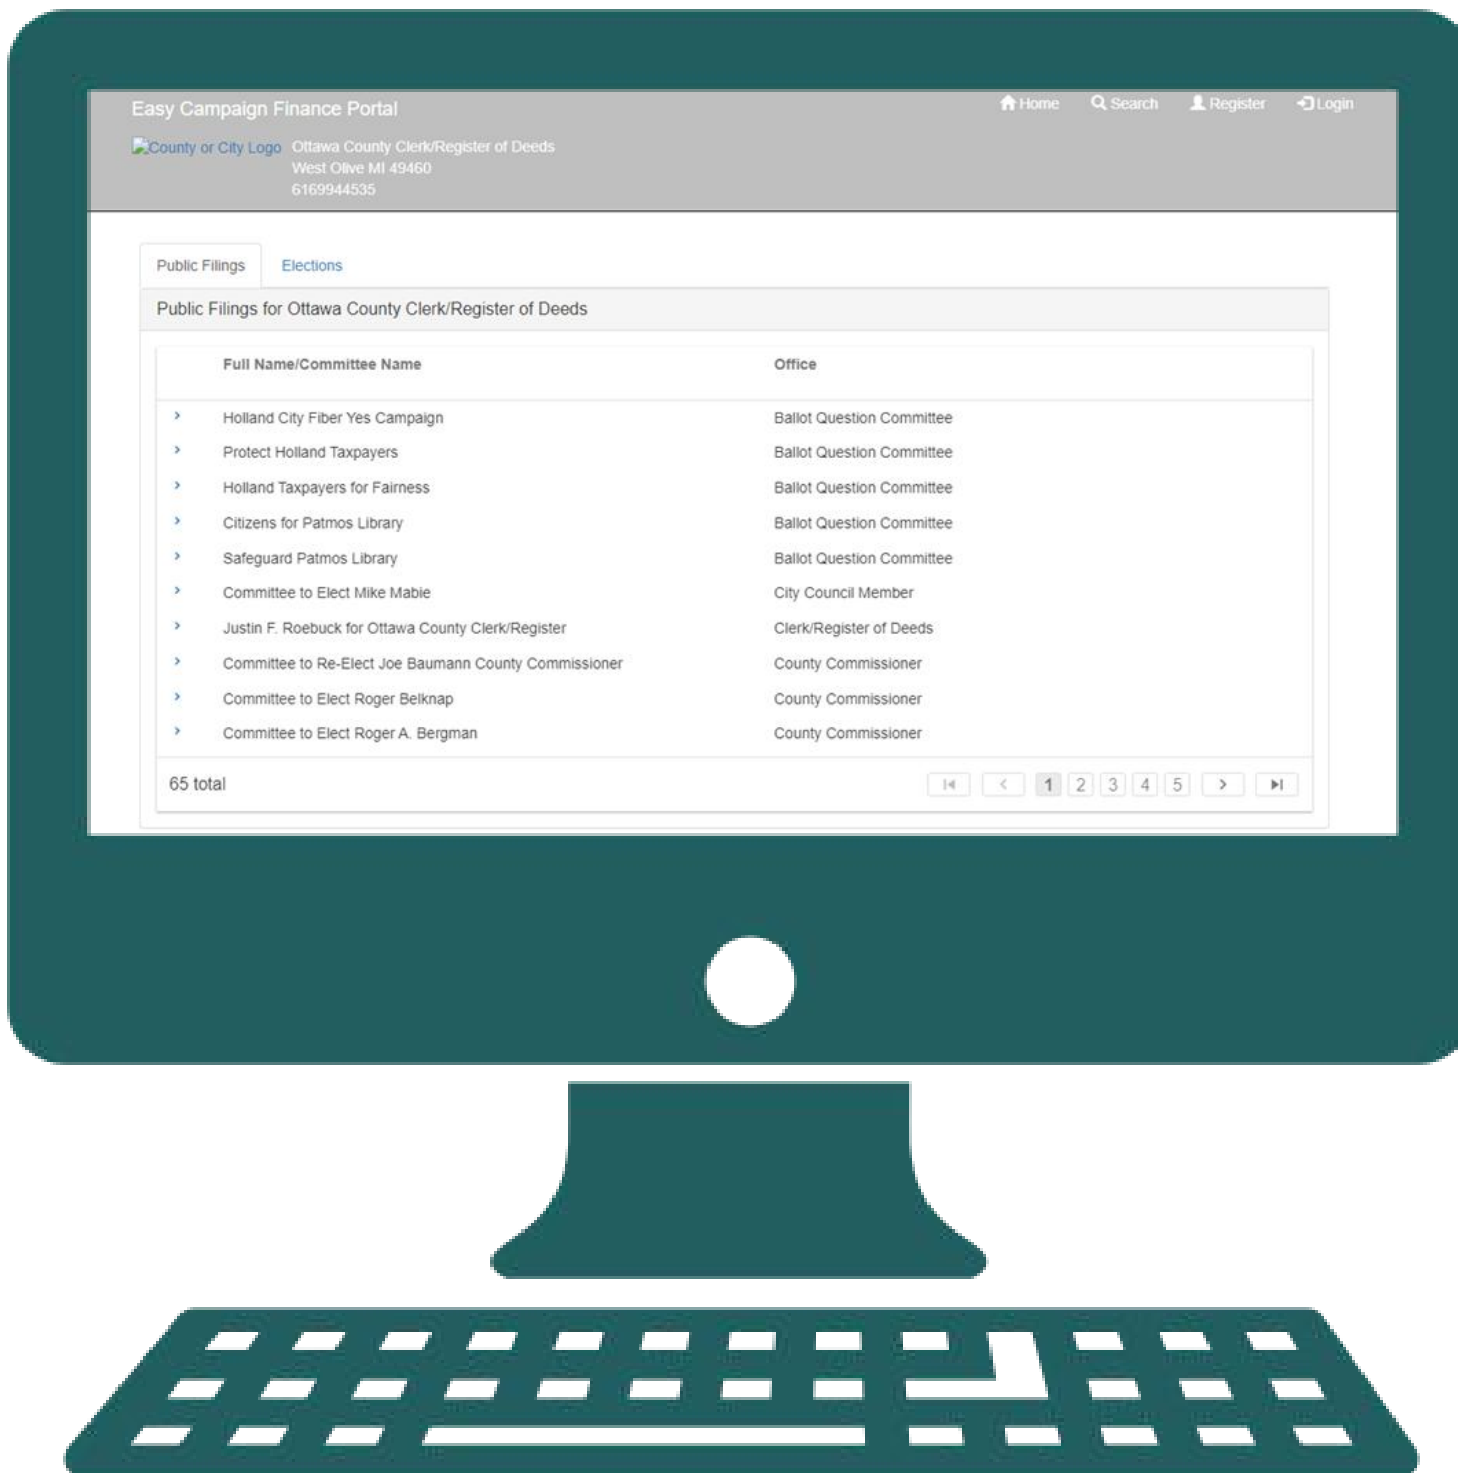 Easy Campaign Finance Portal
Home Search Register Login
County or City Logo Ottawa County Clerk/Register of Deeds
West Olive MI 49460
6169944535
Public Filings Elections
Public Filings for Ottawa County Clerk/Register of Deeds
Full Name/Committee Name Office
Holland City Fiber Yes Campaign Ballot Question Committee
Protect Holland Taxpayers Ballot Question Committee
Holland Taxpayers for Fairness Ballot Question Committee
Citizens for Patmos Library Ballot Question Committee
Safeguard Patmos Library Ballot Question Committee
Committee to Elect Mike Mabie City Council Member
Justin F. Roebuck for Ottawa County Clerk/Register Clerk/Register of Deeds
Committee to Re-Elect Joe Baumann County Commissioner County Commissioner
Committee to Elect Roger Belknap County Commissioner
Committee to Elect Roger A. Bergman County Commissioner
65 total 1 2 3 4 5